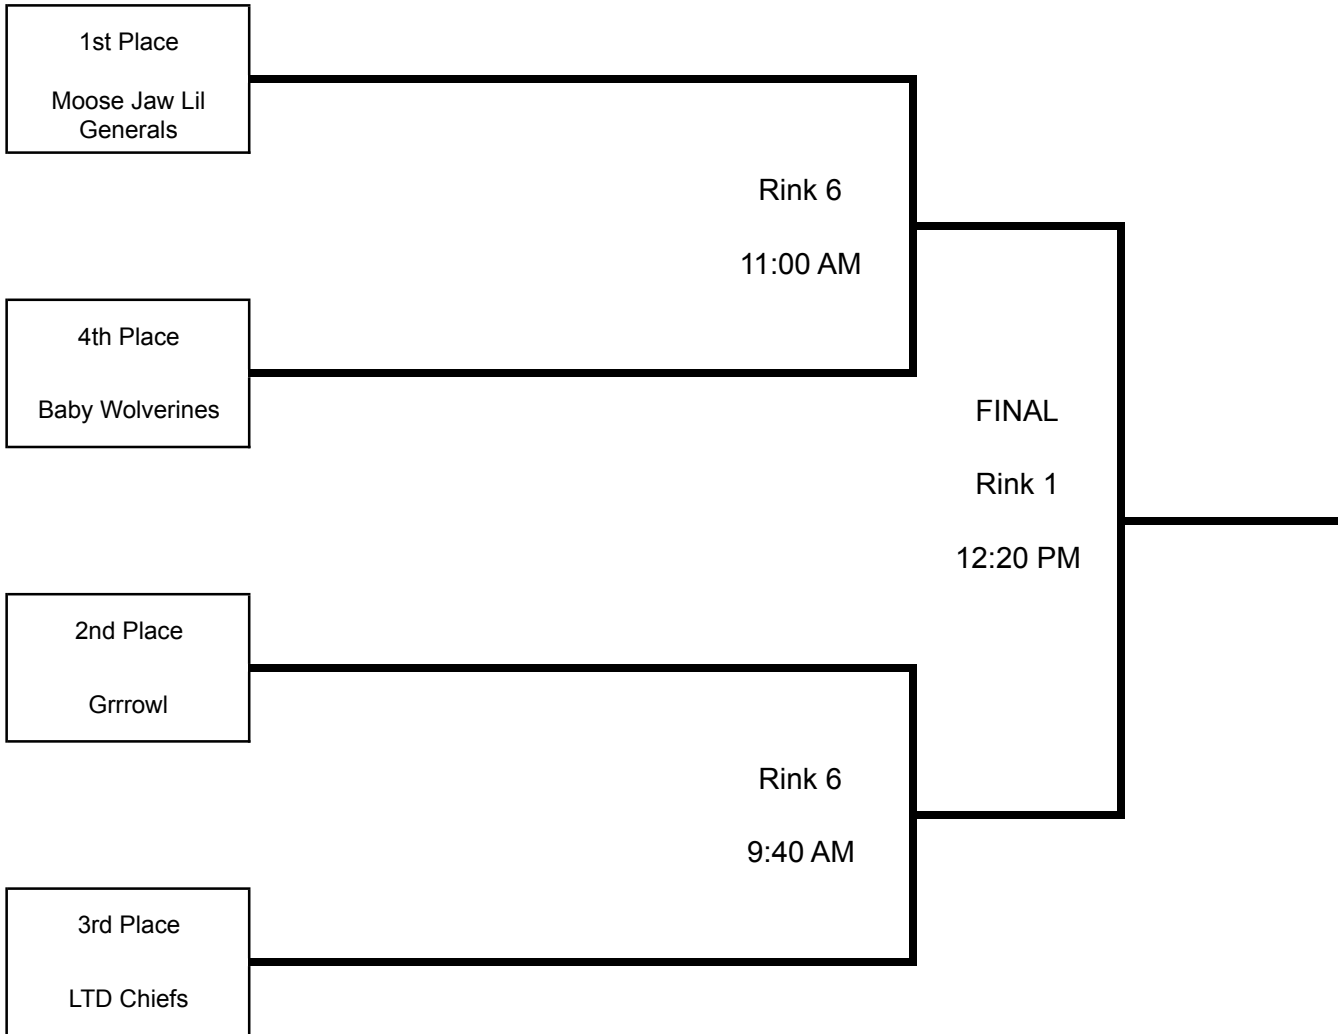 1st Place
Moose Jaw Lil
Generals
Rink 6
11:00 AM
4th Place
Baby Wolverines
FINAL
Rink 1
12:20 PM
2nd Place
Grrrowl
Rink 6
9:40 AM
3rd Place
LTD Chiefs